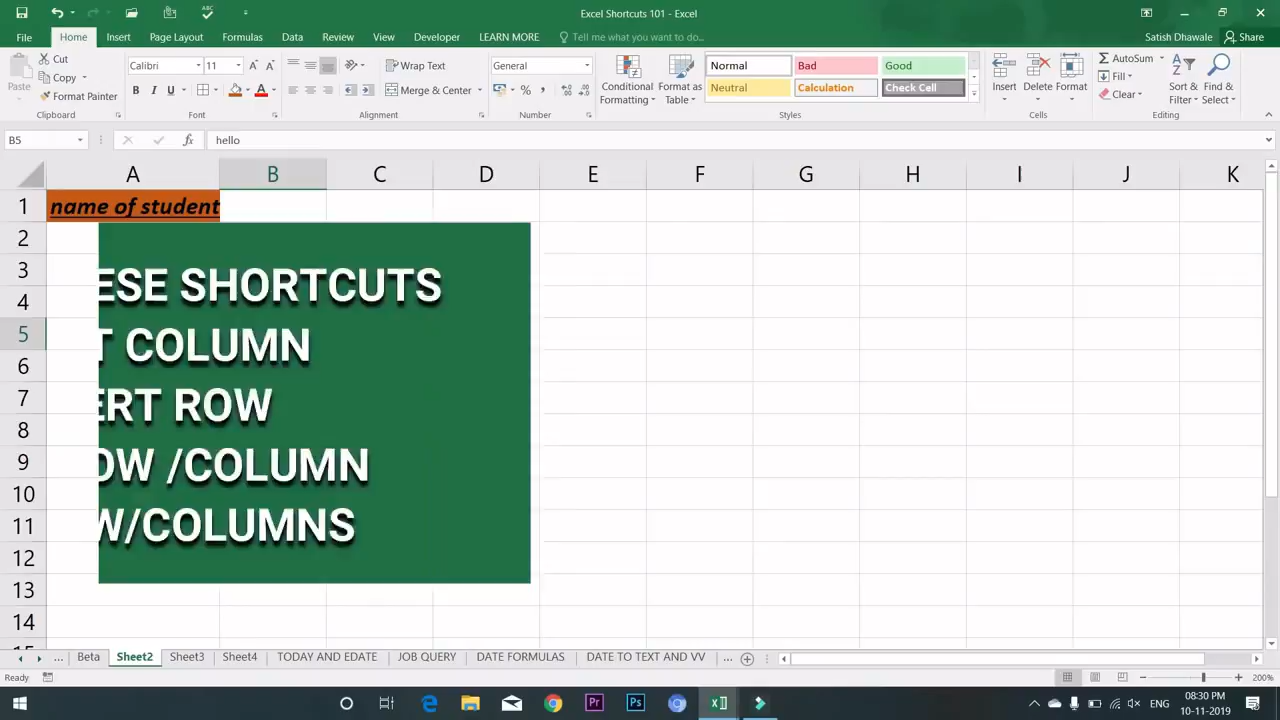 Excel Shortcuts 101 - Excel
File Home Insert Page Layout Formulas Data Review View Developer LEARN MORE Tell me what you want to do... Satish Dhawale Share
Paste
Cut
Copy
Format Painter
Clipboard
Calibri 11
B I U
Font
Wrap Text
Merge & Center
Alignment
General
%
Number
Conditional Formatting
Format as Table
Normal Bad Good
Neutral Calculation Check Cell
Styles
Insert Delete Format
Cells
AutoSum
Fill
Clear
Sort & Filter
Find & Select
Editing
B5 fx hello
A B C D E F G H I J K
1 name of student
2
3
4
5
6
7
8
9
10
11
12
13
14
ESE SHORTCUTS
T COLUMN
ERT ROW
OW /COLUMN
W/COLUMNS
... Beta Sheet2 Sheet3 Sheet4 TODAY AND EDATE JOB QUERY DATE FORMULAS DATE TO TEXT AND VV ...
Ready 200%
Pr Ps ENG 08:30 PM
10-11-2019